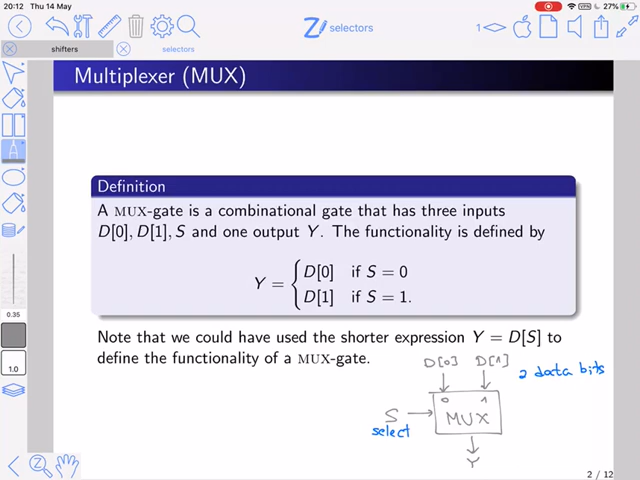 20:12 Thu 14 May
VPN 27%
selectors
1
shifters
selectors
Multiplexer (MUX)
Definition
A MUX-gate is a combinational gate that has three inputs
D[0], D[1], S and one output Y. The functionality is defined by
Y = { D[0] if S = 0
D[1] if S = 1.
Note that we could have used the shorter expression Y = D[S] to
define the functionality of a MUX-gate.
D[0] D[1] 2 data bits
0 1
S MUX
select
Y
0.35
1.0
2 / 12